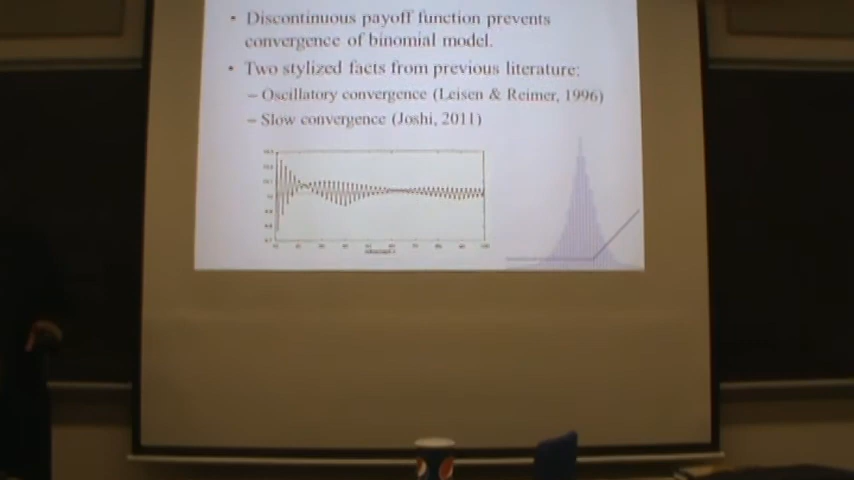 • Discontinuous payoff function prevents
convergence of binomial model.
• Two stylized facts from previous literature:
– Oscillatory convergence (Leisen & Reimer, 1996)
– Slow convergence (Joshi, 2011)